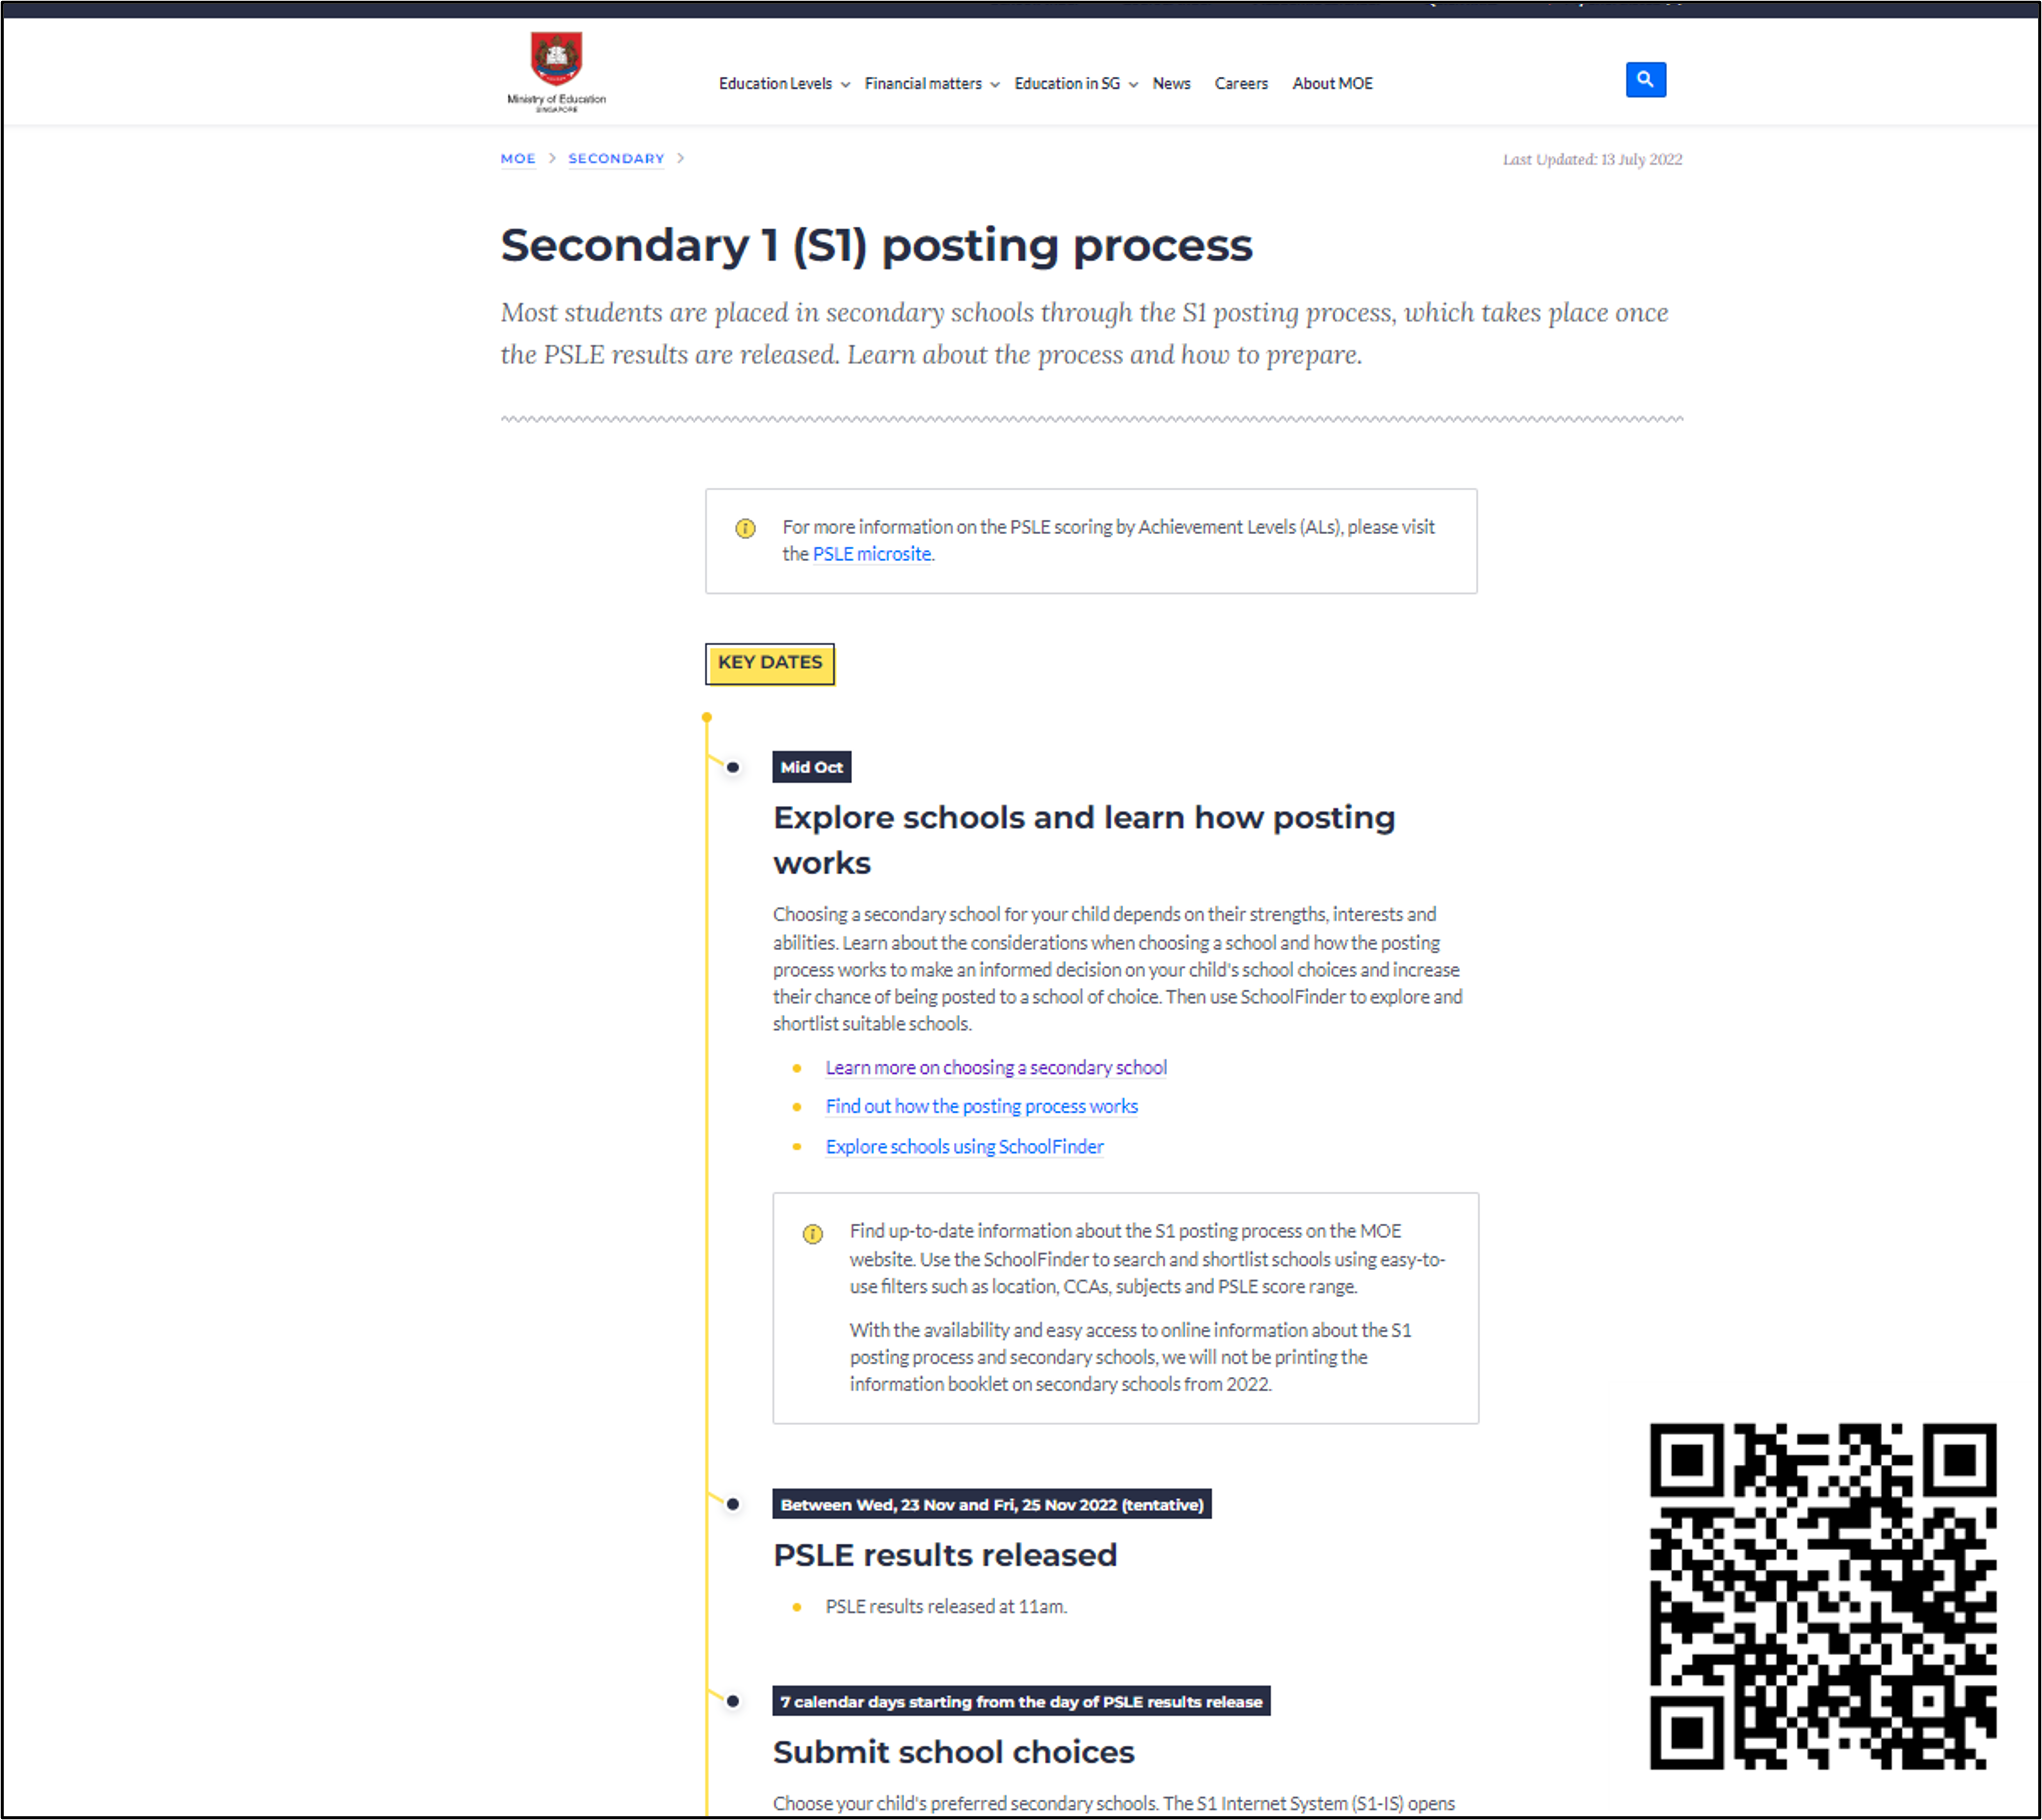 Ministry of Education
SINGAPORE
Education Levels
Financial matters
Education in SG
News
Careers
About MOE
MOE > SECONDARY >
Last Updated: 13 July 2022
Secondary 1 (S1) posting process
Most students are placed in secondary schools through the S1 posting process, which takes place once
the PSLE results are released. Learn about the process and how to prepare.
For more information on the PSLE scoring by Achievement Levels (ALs), please visit
the PSLE microsite.
KEY DATES
Mid Oct
Explore schools and learn how posting
works
Choosing a secondary school for your child depends on their strengths, interests and
abilities. Learn about the considerations when choosing a school and how the posting
process works to make an informed decision on your child's school choices and increase
their chance of being posted to a school of choice. Then use SchoolFinder to explore and
shortlist suitable schools.
Learn more on choosing a secondary school
Find out how the posting process works
Explore schools using SchoolFinder
Find up-to-date information about the S1 posting process on the MOE
website. Use the SchoolFinder to search and shortlist schools using easy-to-
use filters such as location, CCAs, subjects and PSLE score range.
With the availability and easy access to online information about the S1
posting process and secondary schools, we will not be printing the
information booklet on secondary schools from 2022.
Between Wed, 23 Nov and Fri, 25 Nov 2022 (tentative)
PSLE results released
PSLE results released at 11am.
7 calendar days starting from the day of PSLE results release
Submit school choices
Choose your child's preferred secondary schools. The S1 Internet System (S1-IS) opens